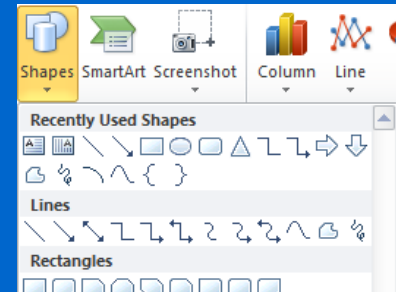 Shapes SmartArt Screenshot Column Line
Recently Used Shapes
Lines
Rectangles